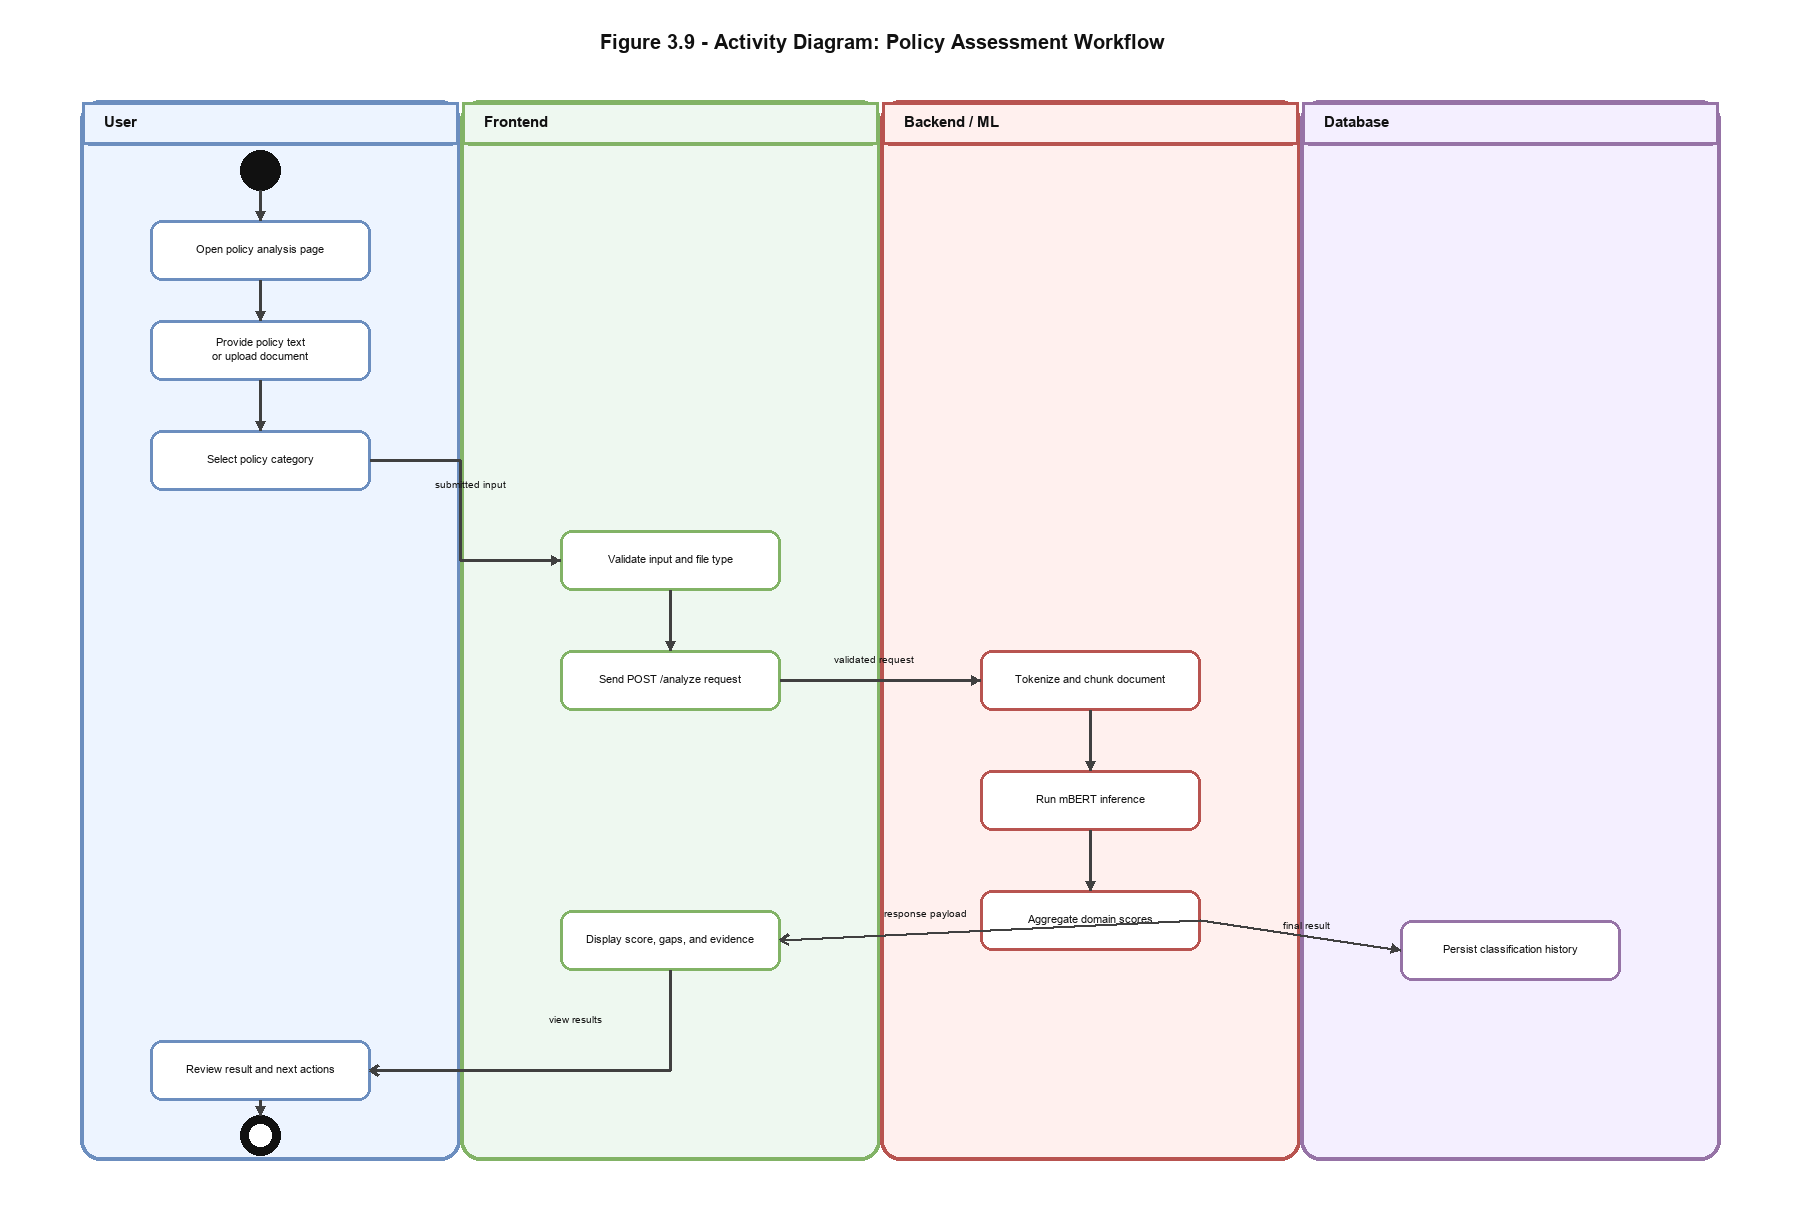 Figure 3.9 - Activity Diagram: Policy Assessment Workflow
User
Frontend
Backend / ML
Database
Open policy analysis page
Provide policy text
or upload document
Select policy category
submitted input
Validate input and file type
Send POST /analyze request
validated request
Tokenize and chunk document
Run mBERT inference
Aggregate domain scores
response payload
final result
Display score, gaps, and evidence
Persist classification history
view results
Review result and next actions